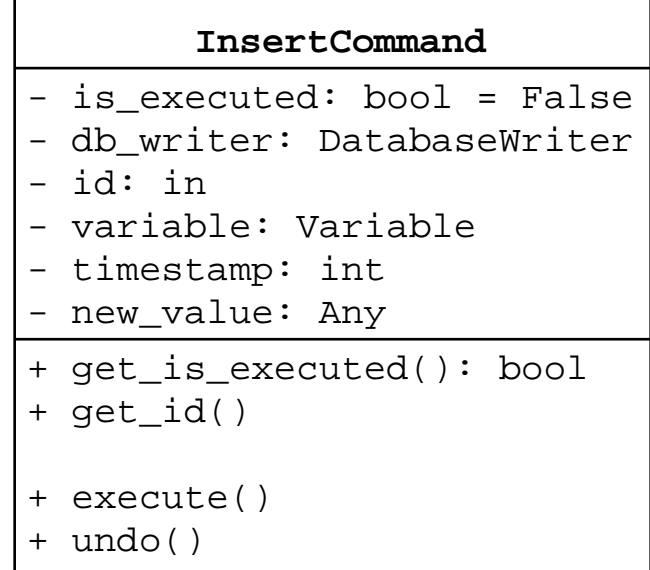 InsertCommand
- is_executed: bool = False
- db_writer: DatabaseWriter
- id: in
- variable: Variable
- timestamp: int
- new_value: Any
+ get_is_executed(): bool
+ get_id()
+ execute()
+ undo()